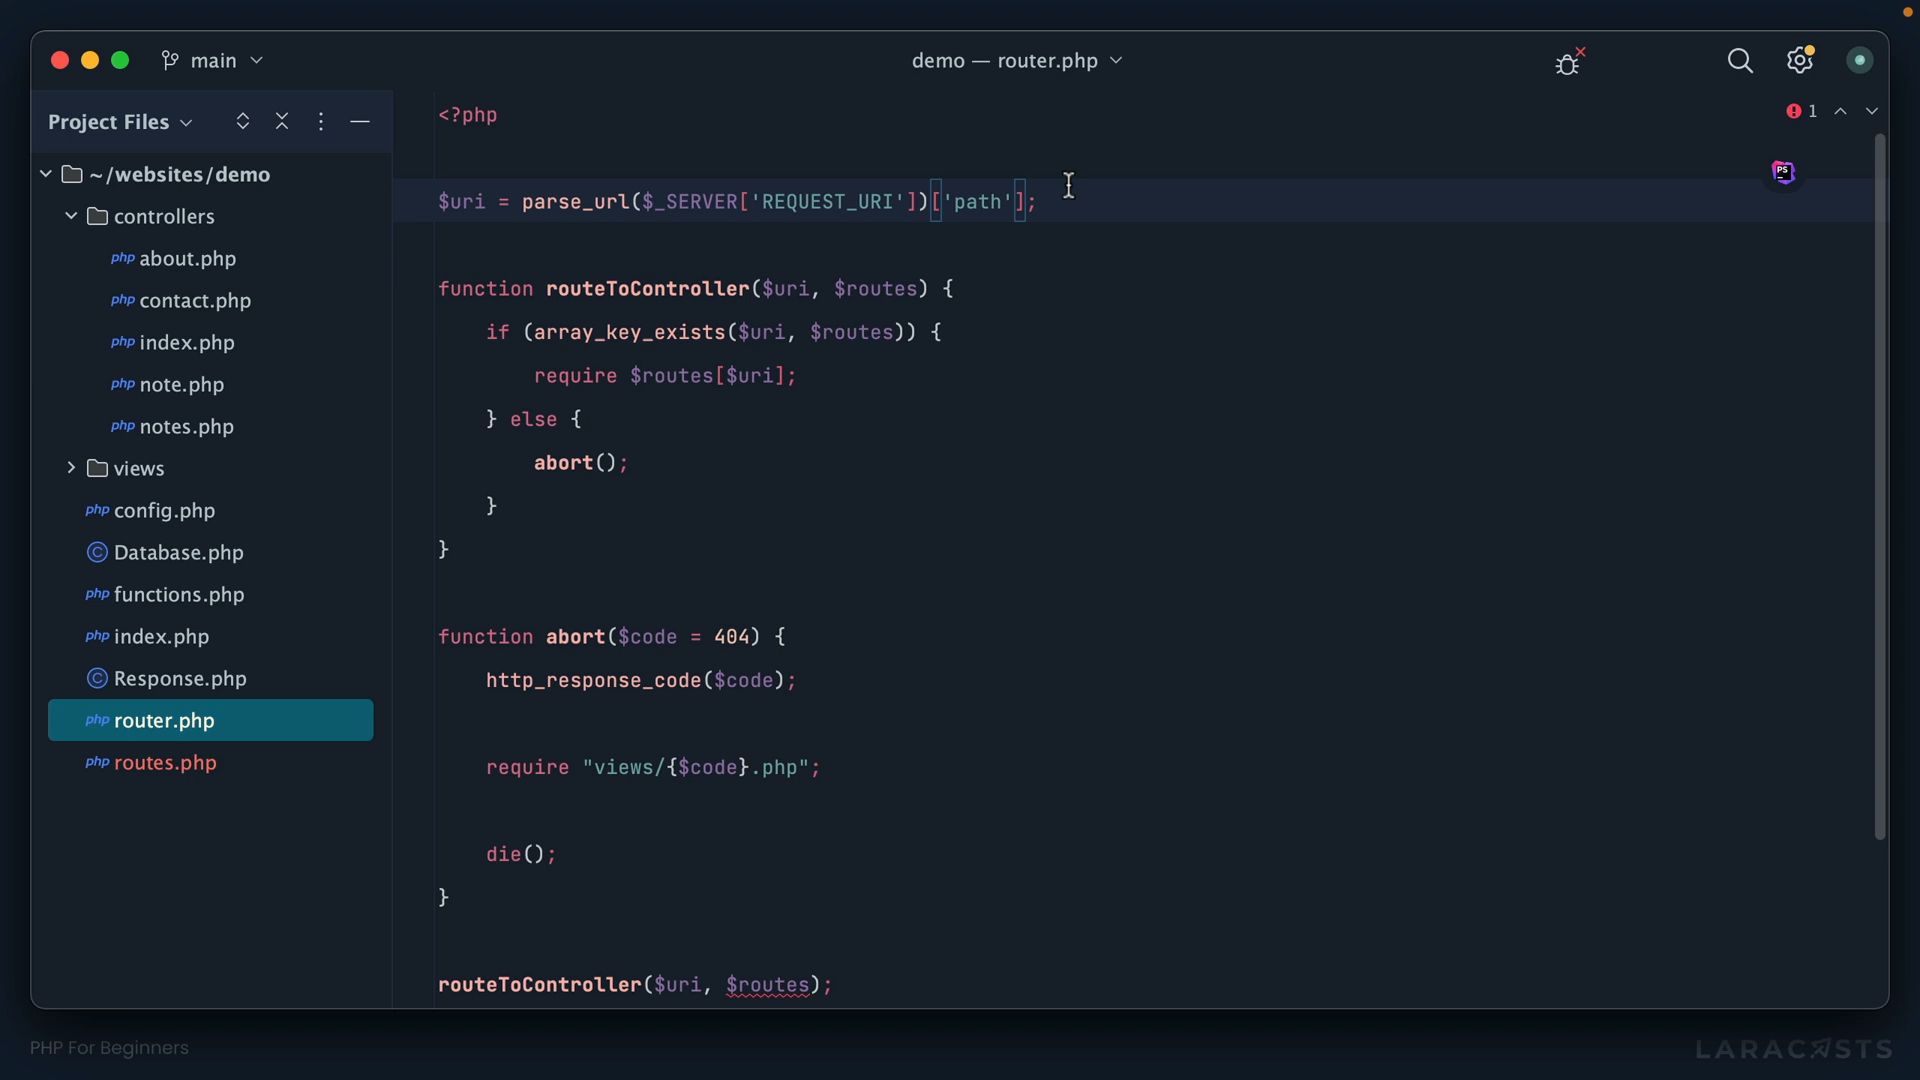 main
demo — router.php
Project Files
~/websites/demo
controllers
php about.php
php contact.php
php index.php
php note.php
php notes.php
views
php config.php
C Database.php
php functions.php
php index.php
C Response.php
php router.php
php routes.php
1
PS
<?php
$uri = parse_url($_SERVER['REQUEST_URI'])['path'];
function routeToController($uri, $routes) {
if (array_key_exists($uri, $routes)) {
require $routes[$uri];
} else {
abort();
}
}
function abort($code = 404) {
http_response_code($code);
require "views/{$code}.php";
die();
}
routeToController($uri, $routes);
PHP For Beginners
LARACASTS